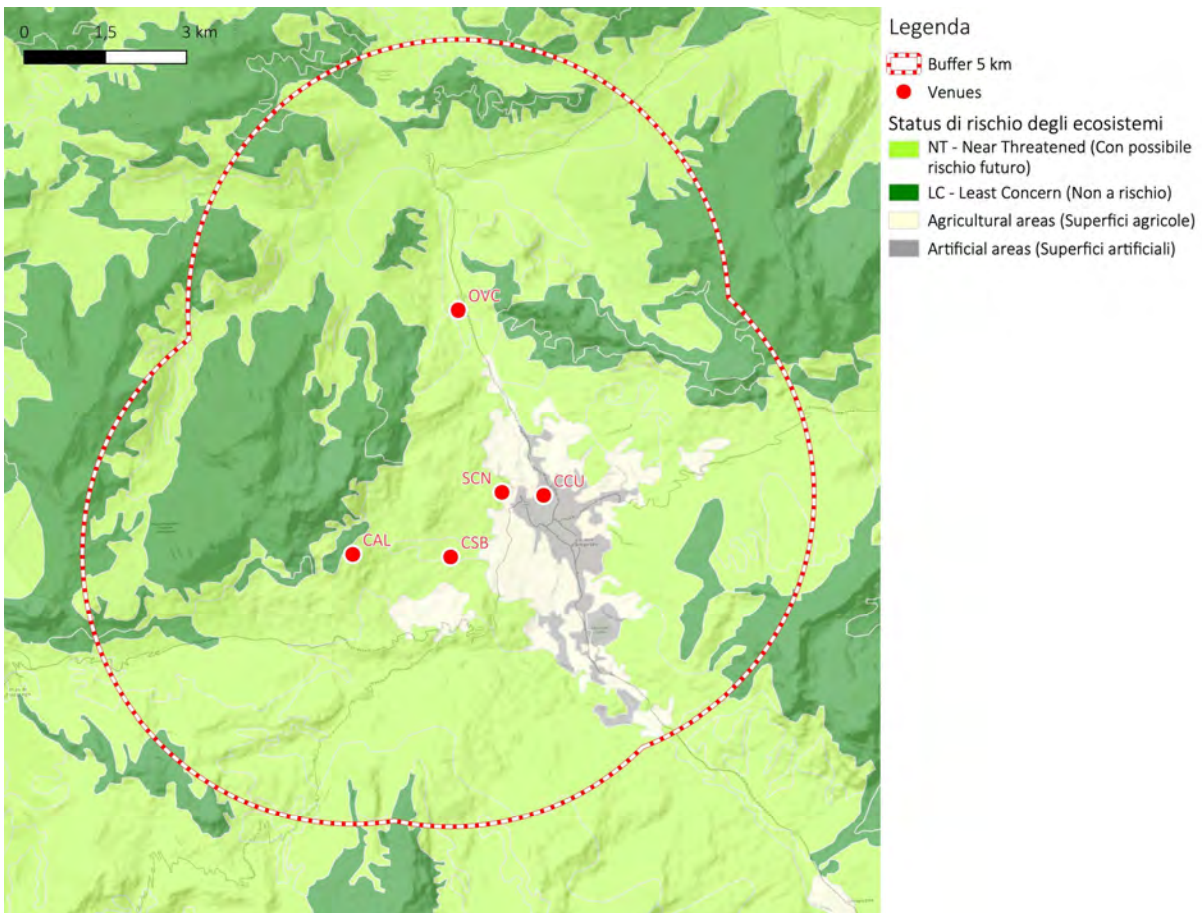 0 1,5 3 km
Legenda
Buffer 5 km
Venues
Status di rischio degli ecosistemi
NT - Near Threatened (Con possibile
rischio futuro)
LC - Least Concern (Non a rischio)
Agricultural areas (Superfici agricole)
Artificial areas (Superfici artificiali)
OVC
SCN
CCU
CAL
CSB